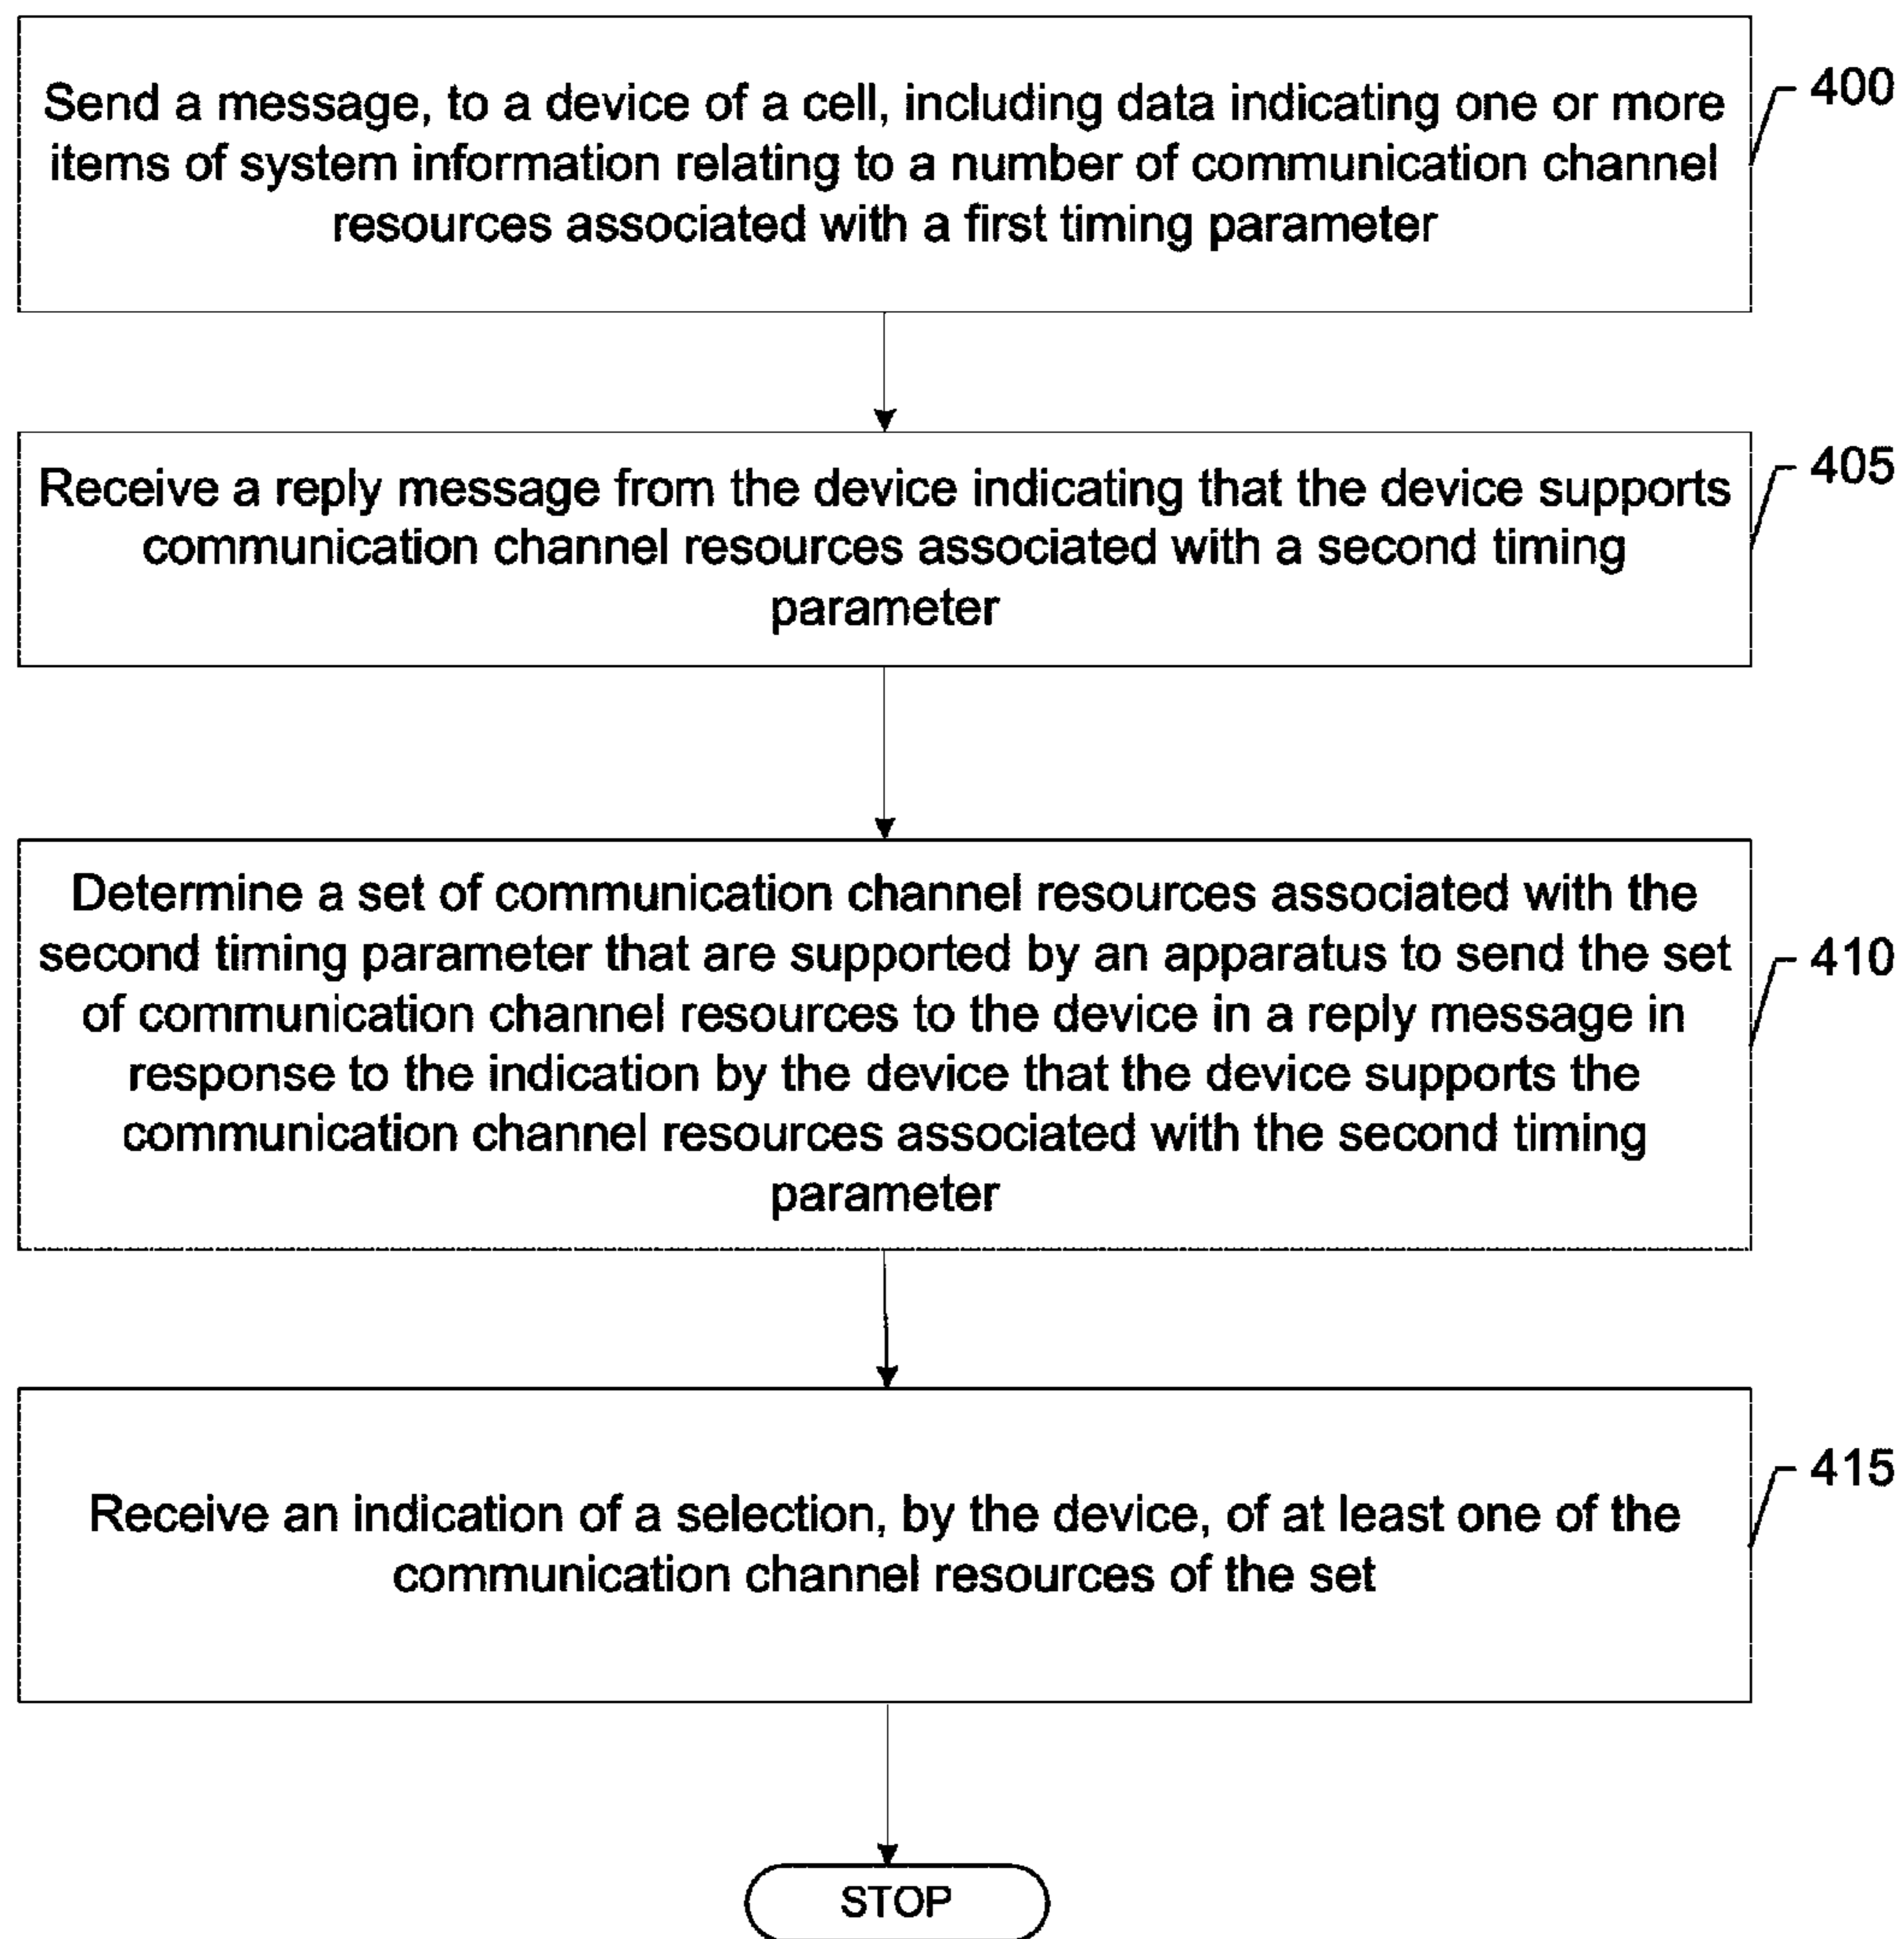 Send a message, to a device of a cell, including data indicating one or more
items of system information relating to a number of communication channel
resources associated with a first timing parameter
400
Receive a reply message from the device indicating that the device supports
communication channel resources associated with a second timing
parameter
405
Determine a set of communication channel resources associated with the
second timing parameter that are supported by an apparatus to send the set
of communication channel resources to the device in a reply message in
response to the indication by the device that the device supports the
communication channel resources associated with the second timing
parameter
410
Receive an indication of a selection, by the device, of at least one of the
communication channel resources of the set
415
STOP